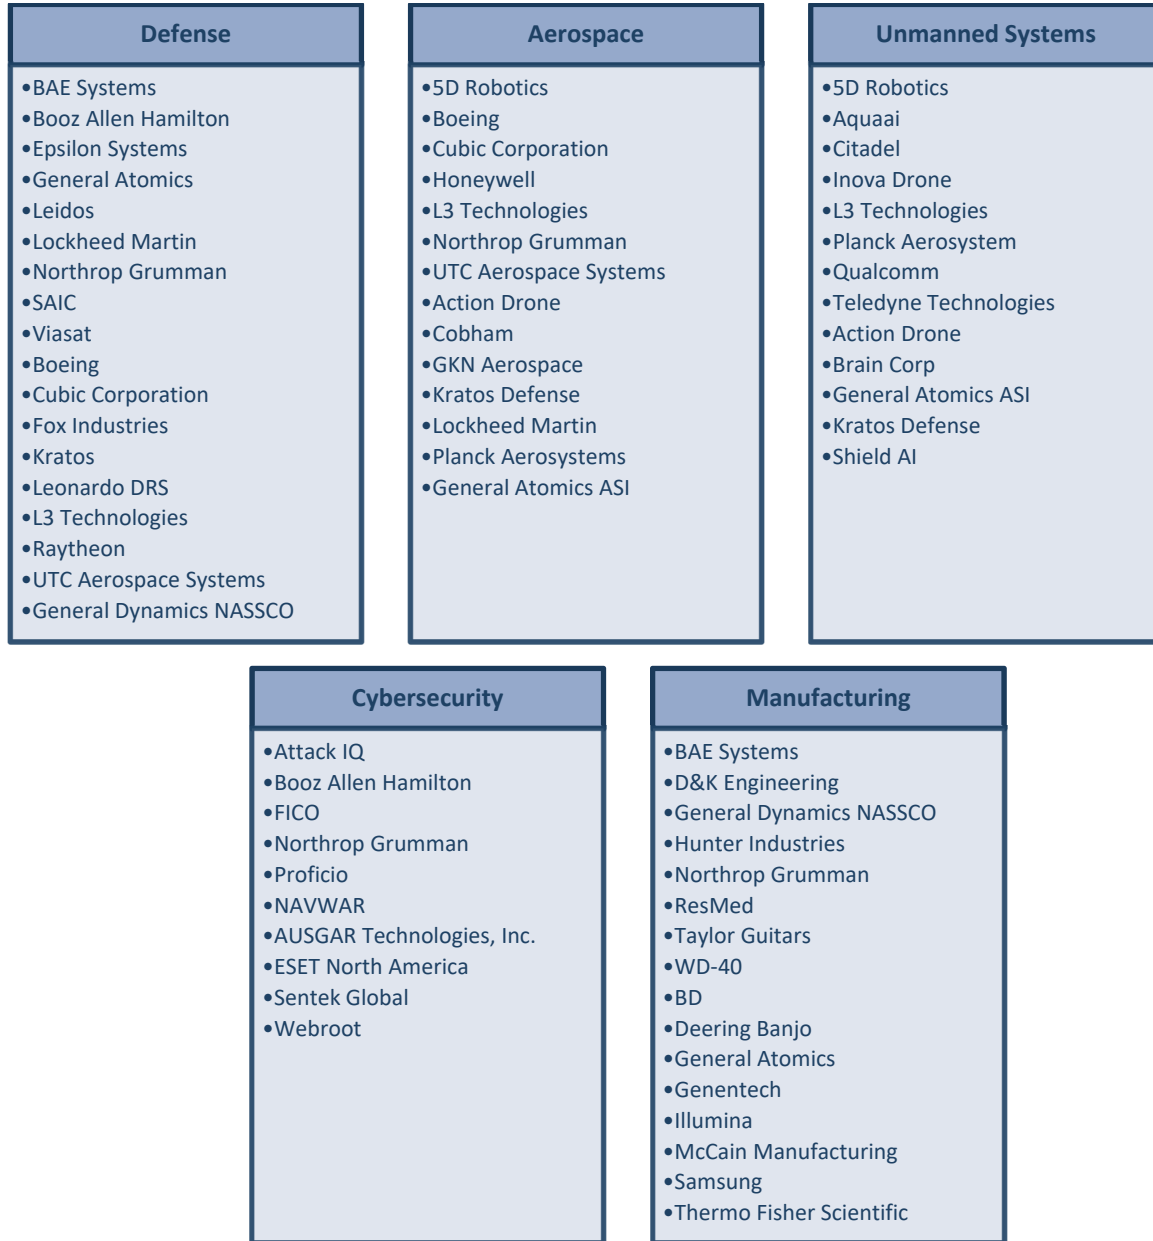 Defense
•BAE Systems
•Booz Allen Hamilton
•Epsilon Systems
•General Atomics
•Leidos
•Lockheed Martin
•Northrop Grumman
•SAIC
•Viasat
•Boeing
•Cubic Corporation
•Fox Industries
•Kratos
•Leonardo DRS
•L3 Technologies
•Raytheon
•UTC Aerospace Systems
•General Dynamics NASSCO
Aerospace
•5D Robotics
•Boeing
•Cubic Corporation
•Honeywell
•L3 Technologies
•Northrop Grumman
•UTC Aerospace Systems
•Action Drone
•Cobham
•GKN Aerospace
•Kratos Defense
•Lockheed Martin
•Planck Aerosystems
•General Atomics ASI
Unmanned Systems
•5D Robotics
•Aquaai
•Citadel
•Inova Drone
•L3 Technologies
•Planck Aerosystem
•Qualcomm
•Teledyne Technologies
•Action Drone
•Brain Corp
•General Atomics ASI
•Kratos Defense
•Shield AI
Cybersecurity
•Attack IQ
•Booz Allen Hamilton
•FICO
•Northrop Grumman
•Proficio
•NAVWAR
•AUSGAR Technologies, Inc.
•ESET North America
•Sentek Global
•Webroot
Manufacturing
•BAE Systems
•D&K Engineering
•General Dynamics NASSCO
•Hunter Industries
•Northrop Grumman
•ResMed
•Taylor Guitars
•WD-40
•BD
•Deering Banjo
•General Atomics
•Genentech
•Illumina
•McCain Manufacturing
•Samsung
•Thermo Fisher Scientific